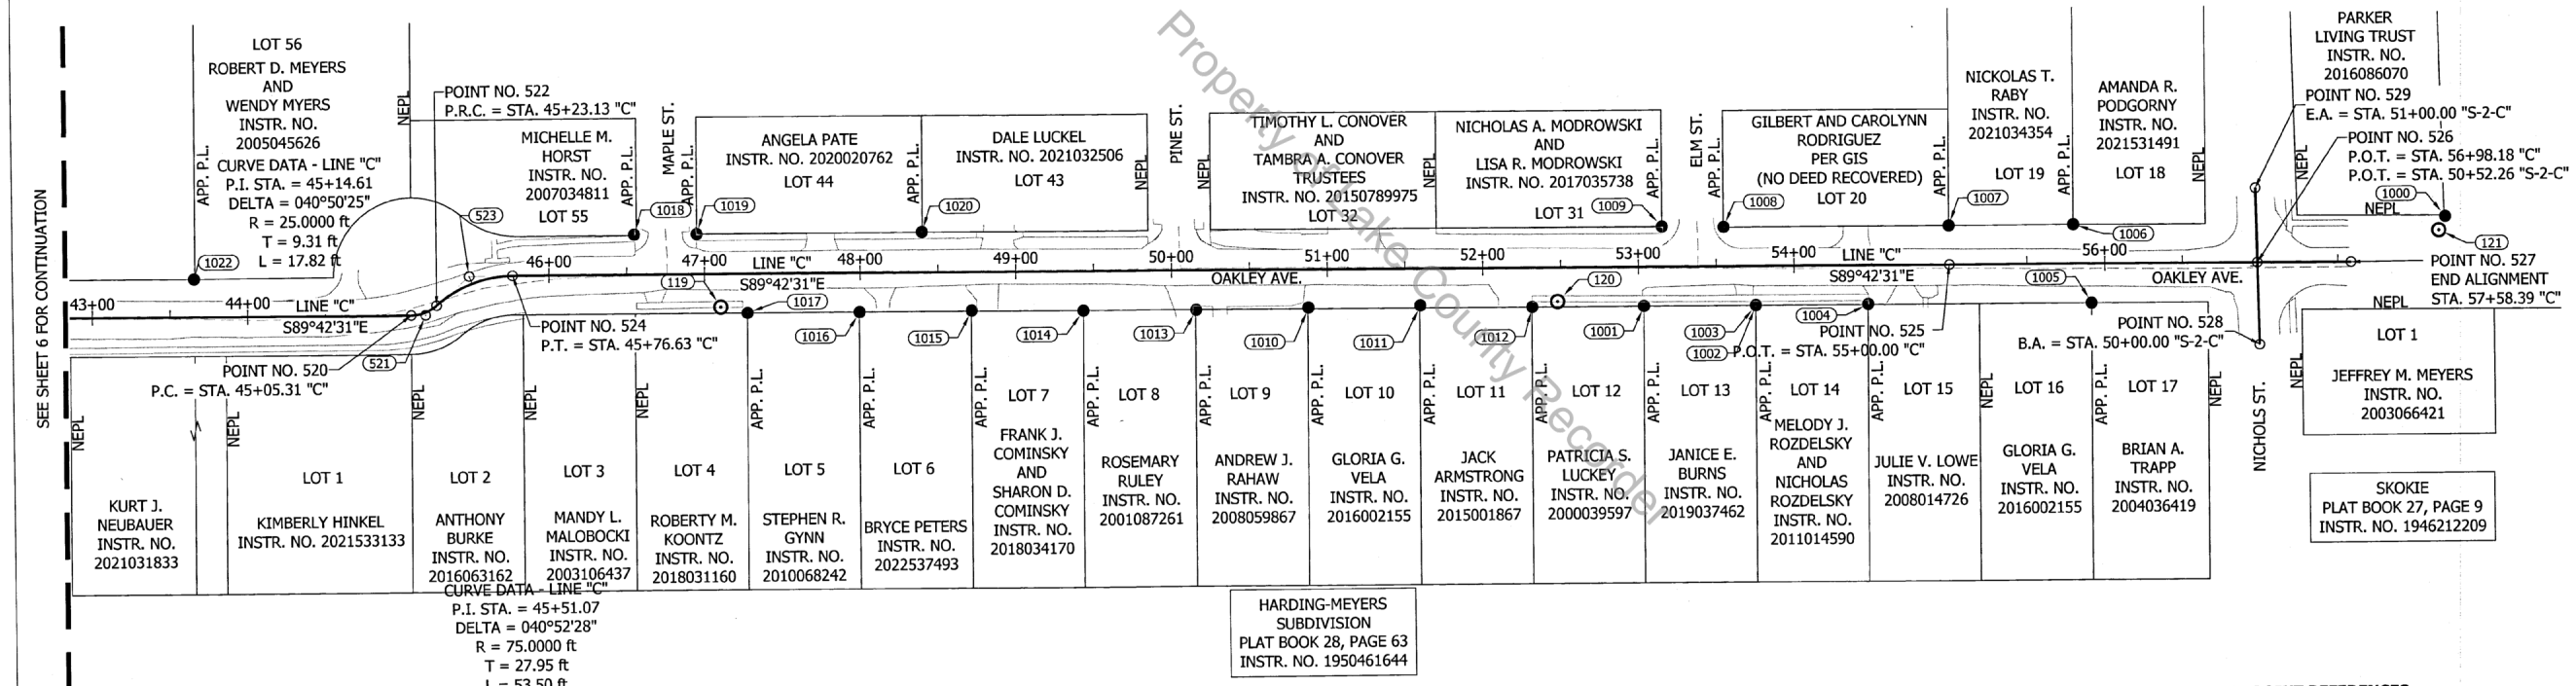 SEE SHEET 6 FOR CONTINUATION
LOT 56
ROBERT D. MEYERS
AND
WENDY MYERS
INSTR. NO.
2005045626
APP. P.L.
CURVE DATA - LINE "C"
P.I. STA. = 45+14.61
DELTA = 040°50'25"
R = 25.0000 ft
T = 9.31 ft
L = 17.82 ft
1022
NEPL
POINT NO. 522
P.R.C. = STA. 45+23.13 "C"
MICHELLE M.
HORST
INSTR. NO.
2007034811
LOT 55
APP. P.L.
523
1018
MAPLE ST.
APP. P.L.
1019
ANGELA PATE
INSTR. NO. 2020020762
LOT 44
APP. P.L.
1020
DALE LUCKEL
INSTR. NO. 2021032506
LOT 43
NEPL
PINE ST.
NEPL
TIMOTHY L. CONOVER
AND
TAMBRA A. CONOVER
TRUSTEES
INSTR. NO. 20150789975
LOT 32
NEPL
NICHOLAS A. MODROWSKI
AND
LISA R. MODROWSKI
INSTR. NO. 2017035738
LOT 31
1009
APP. P.L.
ELM ST.
APP. P.L.
1008
GILBERT AND CAROLYNN
RODRIGUEZ
PER GIS
(NO DEED RECOVERED)
LOT 20
APP. P.L.
1007
NICKOLAS T.
RABY
INSTR. NO.
2021034354
LOT 19
APP. P.L.
1006
AMANDA R.
PODGORNY
INSTR. NO.
2021531491
LOT 18
NEPL
PARKER
LIVING TRUST
INSTR. NO.
2016086070
POINT NO. 529
E.A. = STA. 51+00.00 "S-2-C"
POINT NO. 526
P.O.T. = STA. 56+98.18 "C"
P.O.T. = STA. 50+52.26 "S-2-C"
NEPL
1000
NEPL
121
Property of Lake County Recorder
43+00
44+00
LINE "C"
S89°42'31"E
46+00
47+00
LINE "C"
S89°42'31"E
48+00
49+00
50+00
OAKLEY AVE.
51+00
52+00
53+00
54+00
LINE "C"
S89°42'31"E
56+00
OAKLEY AVE.
POINT NO. 527
END ALIGNMENT
STA. 57+58.39 "C"
119
1017
1016
1015
1014
1013
1010
1011
1012
120
1001
1003
1002
1004
1005
POINT NO. 520
P.C. = STA. 45+05.31 "C"
521
POINT NO. 524
P.T. = STA. 45+76.63 "C"
POINT NO. 525
P.O.T. = STA. 55+00.00 "C"
POINT NO. 528
B.A. = STA. 50+00.00 "S-2-C"
NEPL
NEPL
KURT J.
NEUBAUER
INSTR. NO.
2021031833
NEPL
LOT 1
KIMBERLY HINKEL
INSTR. NO. 2021533133
NEPL
LOT 2
ANTHONY
BURKE
INSTR. NO.
2016063162
NEPL
LOT 3
MANDY L.
MALOBOCKI
INSTR. NO.
2003106437
NEPL
LOT 4
ROBERTY M.
KOONTZ
INSTR. NO.
2018031160
APP. P.L.
LOT 5
STEPHEN R.
GYNN
INSTR. NO.
2010068242
APP. P.L.
LOT 6
BRYCE PETERS
INSTR. NO.
2022537493
APP. P.L.
LOT 7
FRANK J.
COMINSKY
AND
SHARON D.
COMINSKY
INSTR. NO.
2018034170
APP. P.L.
LOT 8
ROSEMARY
RULEY
INSTR. NO.
2001087261
APP. P.L.
LOT 9
ANDREW J.
RAHAW
INSTR. NO.
2008059867
APP. P.L.
LOT 10
GLORIA G.
VELA
INSTR. NO.
2016002155
APP. P.L.
LOT 11
JACK
ARMSTRONG
INSTR. NO.
2015001867
APP. P.L.
LOT 12
PATRICIA S.
LUCKEY
INSTR. NO.
2000039597
APP. P.L.
LOT 13
JANICE E.
BURNS
INSTR. NO.
2019037462
APP. P.L.
LOT 14
MELODY J.
ROZDELSKY
AND
NICHOLAS
ROZDELSKY
INSTR. NO.
2011014590
APP. P.L.
LOT 15
JULIE V. LOWE
INSTR. NO.
2008014726
NEPL
LOT 16
GLORIA G.
VELA
INSTR. NO.
2016002155
APP. P.L.
LOT 17
BRIAN A.
TRAPP
INSTR. NO.
2004036419
NEPL
NICHOLS ST.
NEPL
LOT 1
JEFFREY M. MEYERS
INSTR. NO.
2003066421
SKOKIE
PLAT BOOK 27, PAGE 9
INSTR. NO. 1946212209
CURVE DATA - LINE "C"
P.I. STA. = 45+51.07
DELTA = 040°52'28"
R = 75.0000 ft
T = 27.95 ft
L = 53.50 ft
HARDING-MEYERS
SUBDIVISION
PLAT BOOK 28, PAGE 63
INSTR. NO. 1950461644